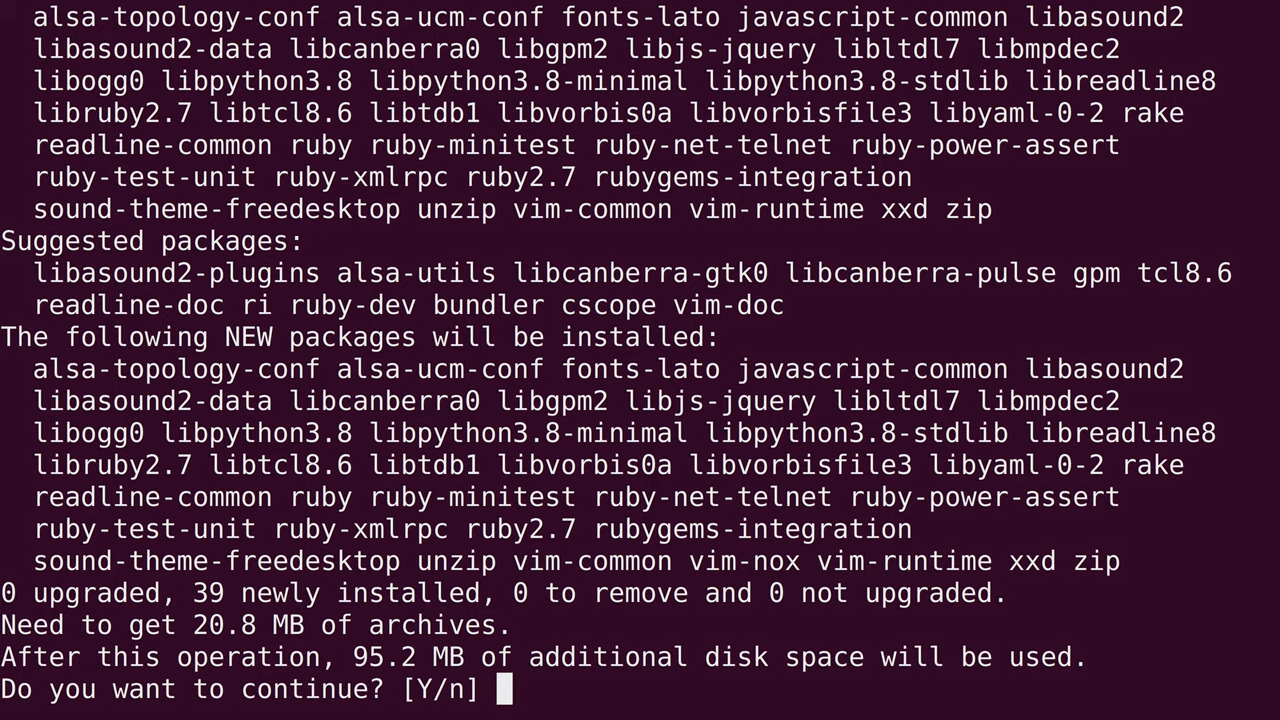 alsa-topology-conf alsa-ucm-conf fonts-lato javascript-common libasound2
libasound2-data libcanberra0 libgpm2 libjs-jquery libltdl7 libmpdec2
libogg0 libpython3.8 libpython3.8-minimal libpython3.8-stdlib libreadline8
libruby2.7 libtcl8.6 libtdb1 libvorbis0a libvorbisfile3 libyaml-0-2 rake
readline-common ruby ruby-minitest ruby-net-telnet ruby-power-assert
ruby-test-unit ruby-xmlrpc ruby2.7 rubygems-integration
sound-theme-freedesktop unzip vim-common vim-runtime xxd zip
Suggested packages:
libasound2-plugins alsa-utils libcanberra-gtk0 libcanberra-pulse gpm tcl8.6
readline-doc ri ruby-dev bundler cscope vim-doc
The following NEW packages will be installed:
alsa-topology-conf alsa-ucm-conf fonts-lato javascript-common libasound2
libasound2-data libcanberra0 libgpm2 libjs-jquery libltdl7 libmpdec2
libogg0 libpython3.8 libpython3.8-minimal libpython3.8-stdlib libreadline8
libruby2.7 libtcl8.6 libtdb1 libvorbis0a libvorbisfile3 libyaml-0-2 rake
readline-common ruby ruby-minitest ruby-net-telnet ruby-power-assert
ruby-test-unit ruby-xmlrpc ruby2.7 rubygems-integration
sound-theme-freedesktop unzip vim-common vim-nox vim-runtime xxd zip
0 upgraded, 39 newly installed, 0 to remove and 0 not upgraded.
Need to get 20.8 MB of archives.
After this operation, 95.2 MB of additional disk space will be used.
Do you want to continue? [Y/n]